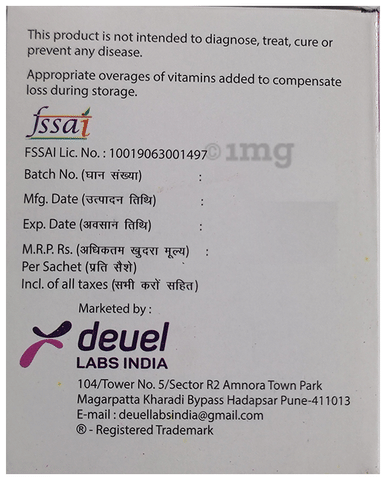 This product is not intended to diagnose, treat, cure or
prevent any disease.
Appropriate overages of vitamins added to compensate
loss during storage.
fssai
FSSAI Lic. No. : 10019063001497
1mg
Batch No. (घान संख्या) :
Mfg. Date (उत्पादन तिथि) :
Exp. Date (अवसान तिथि) :
M.R.P. Rs. (अधिकतम खुदरा मूल्य) :
Per Sachet (प्रति सैशे)
Incl. of all taxes (सभी करों सहित)
Marketed by :
deuel
LABS INDIA
104/Tower No. 5/Sector R2 Amnora Town Park
Magarpatta Kharadi Bypass Hadapsar Pune-411013
E-mail : deuellabsindia@gmail.com
® - Registered Trademark